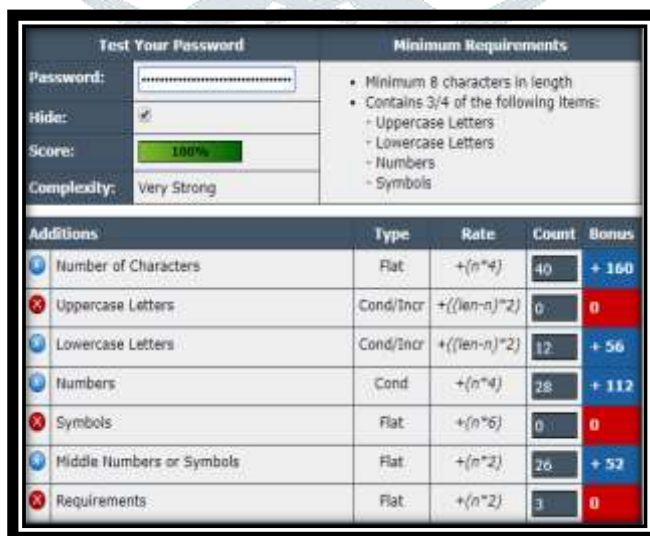 Test Your Password
Minimum Requirements
Password: ••••••••••••••••••••••••••••••••••••••••
Hide:
Score: 100%
Complexity: Very Strong
• Minimum 8 characters in length
• Contains 3/4 of the following items:
- Uppercase Letters
- Lowercase Letters
- Numbers
- Symbols
Additions Type Rate Count Bonus
Number of Characters Flat +(n*4) 40 + 160
Uppercase Letters Cond/Incr +((len-n)*2) 0 0
Lowercase Letters Cond/Incr +((len-n)*2) 12 + 56
Numbers Cond +(n*4) 28 + 112
Symbols Flat +(n*6) 0 0
Middle Numbers or Symbols Flat +(n*2) 26 + 52
Requirements Flat +(n*2) 3 0